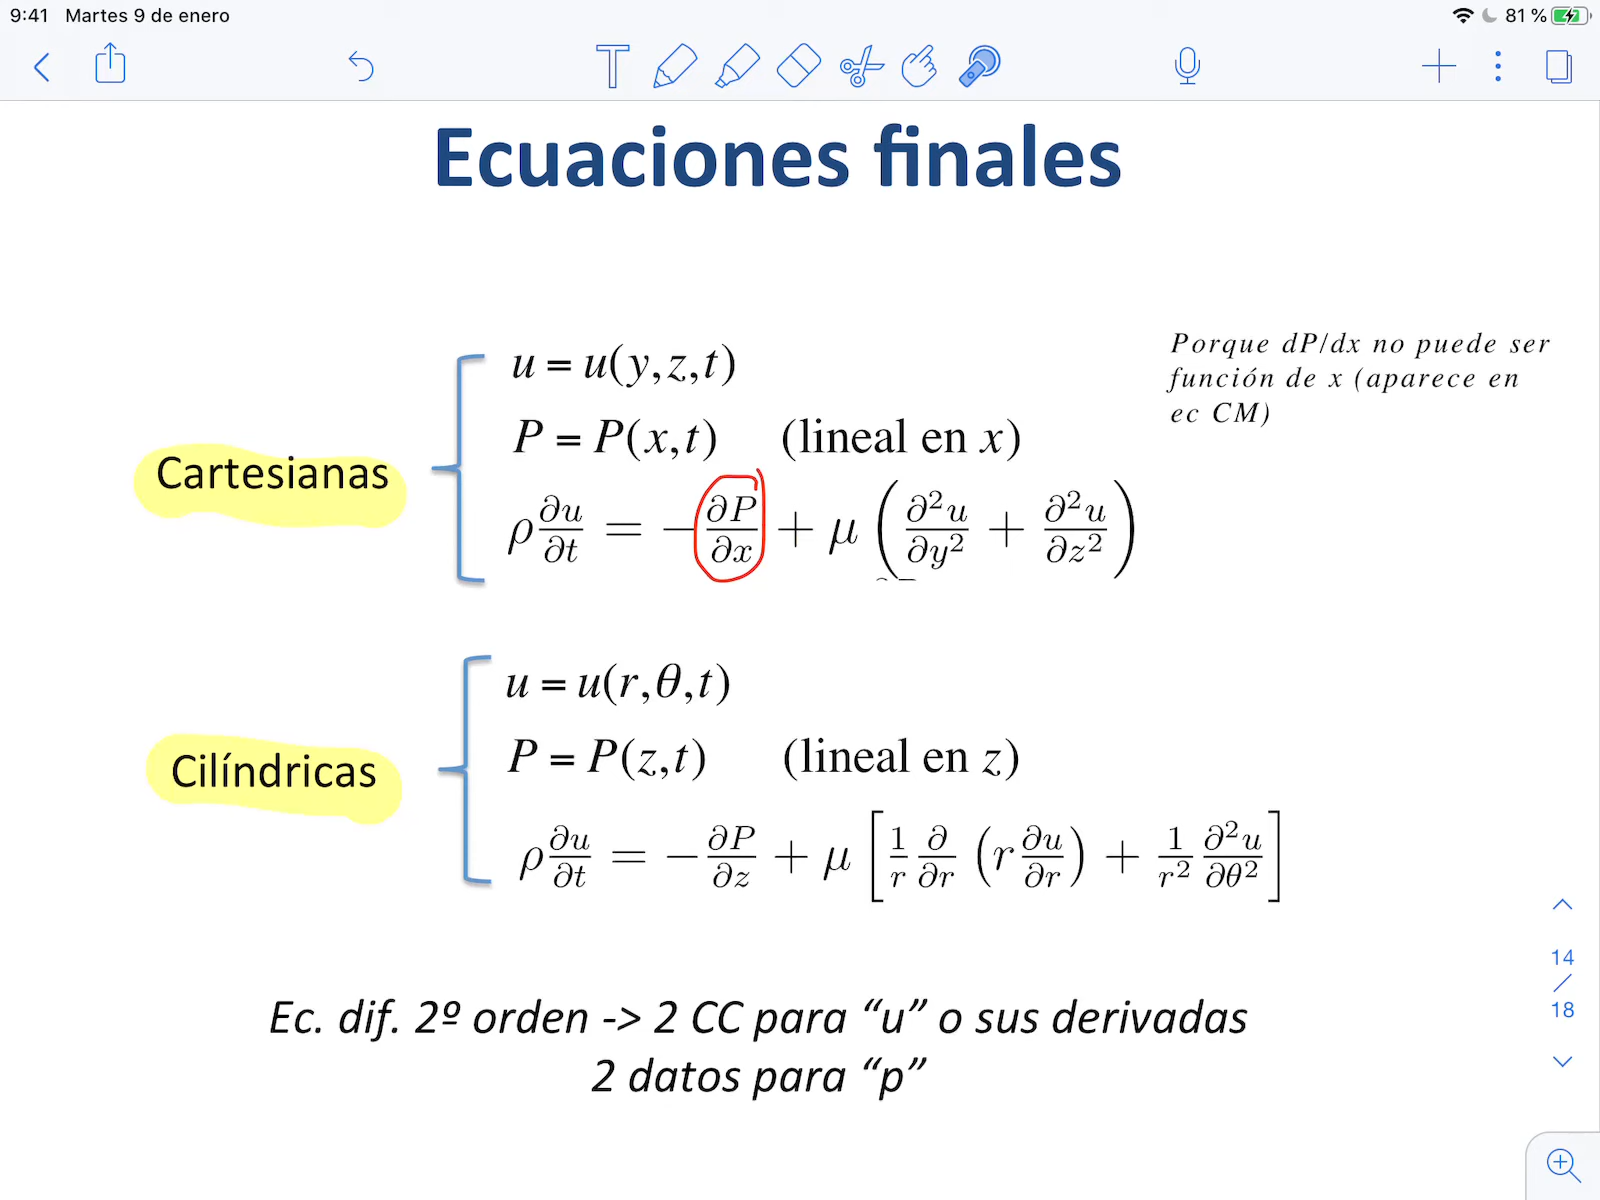 9:41 Martes 9 de enero 81 %
Ecuaciones finales
Porque dP/dx no puede ser
función de x (aparece en
ec CM)
u = u(y,z,t)
P = P(x,t) (lineal en x)
Cartesianas
ρ ∂u/∂t = −∂P/∂x + μ (∂²u/∂y² + ∂²u/∂z²)
u = u(r,θ,t)
P = P(z,t) (lineal en z)
Cilíndricas
ρ ∂u/∂t = −∂P/∂z + μ [1/r ∂/∂r (r ∂u/∂r) + 1/r² ∂²u/∂θ²]
14
/
18
Ec. dif. 2º orden -> 2 CC para “u” o sus derivadas
2 datos para “p”